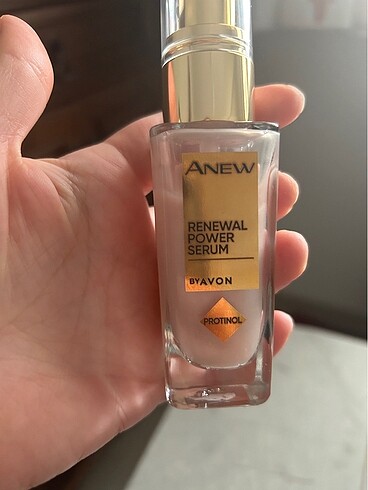 ANEW
RENEWAL
POWER
SERUM
BY AVON
PROTINOL